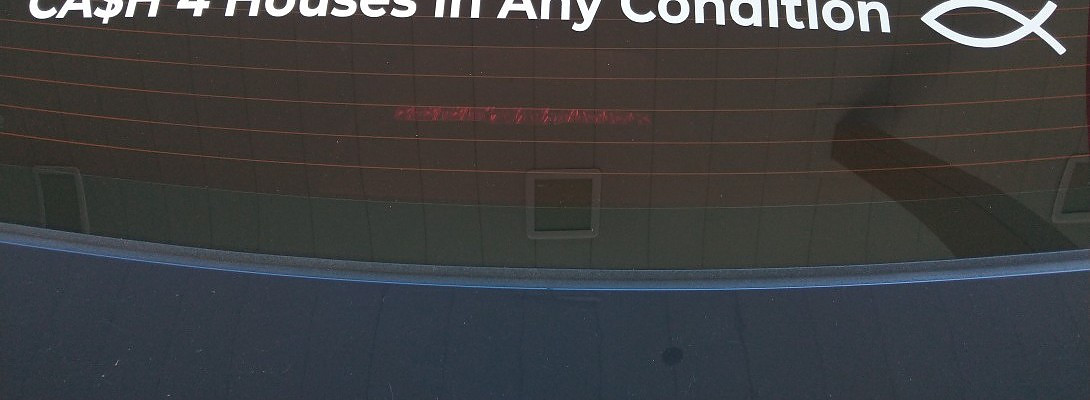 CA$H 4 Houses In Any Condition